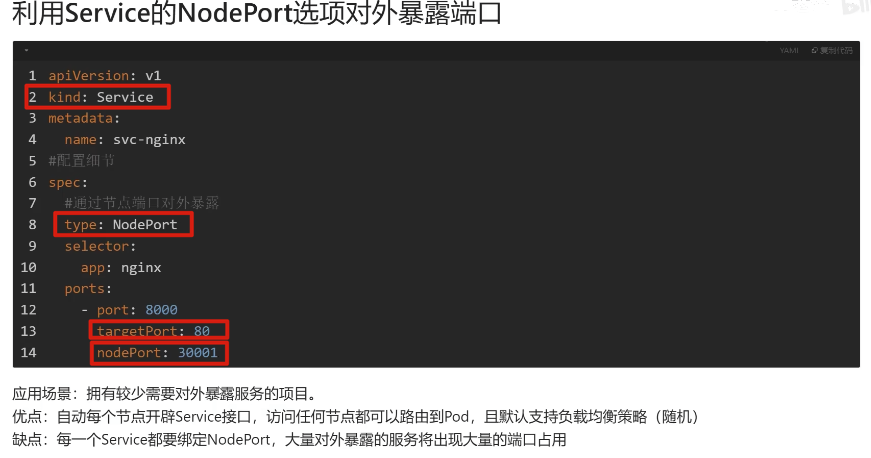 利用Service的NodePort选项对外暴露端口
YAML 复制代码
1 apiVersion: v1
2 kind: Service
3 metadata:
4   name: svc-nginx
5 #配置细节
6 spec:
7   #通过节点端口对外暴露
8   type: NodePort
9   selector:
10     app: nginx
11   ports:
12     - port: 8000
13       targetPort: 80
14       nodePort: 30001
应用场景：拥有较少需要对外暴露服务的项目。
优点：自动每个节点开辟Service接口，访问任何节点都可以路由到Pod，且默认支持负载均衡策略（随机）
缺点：每一个Service都要绑定NodePort，大量对外暴露的服务将出现大量的端口占用